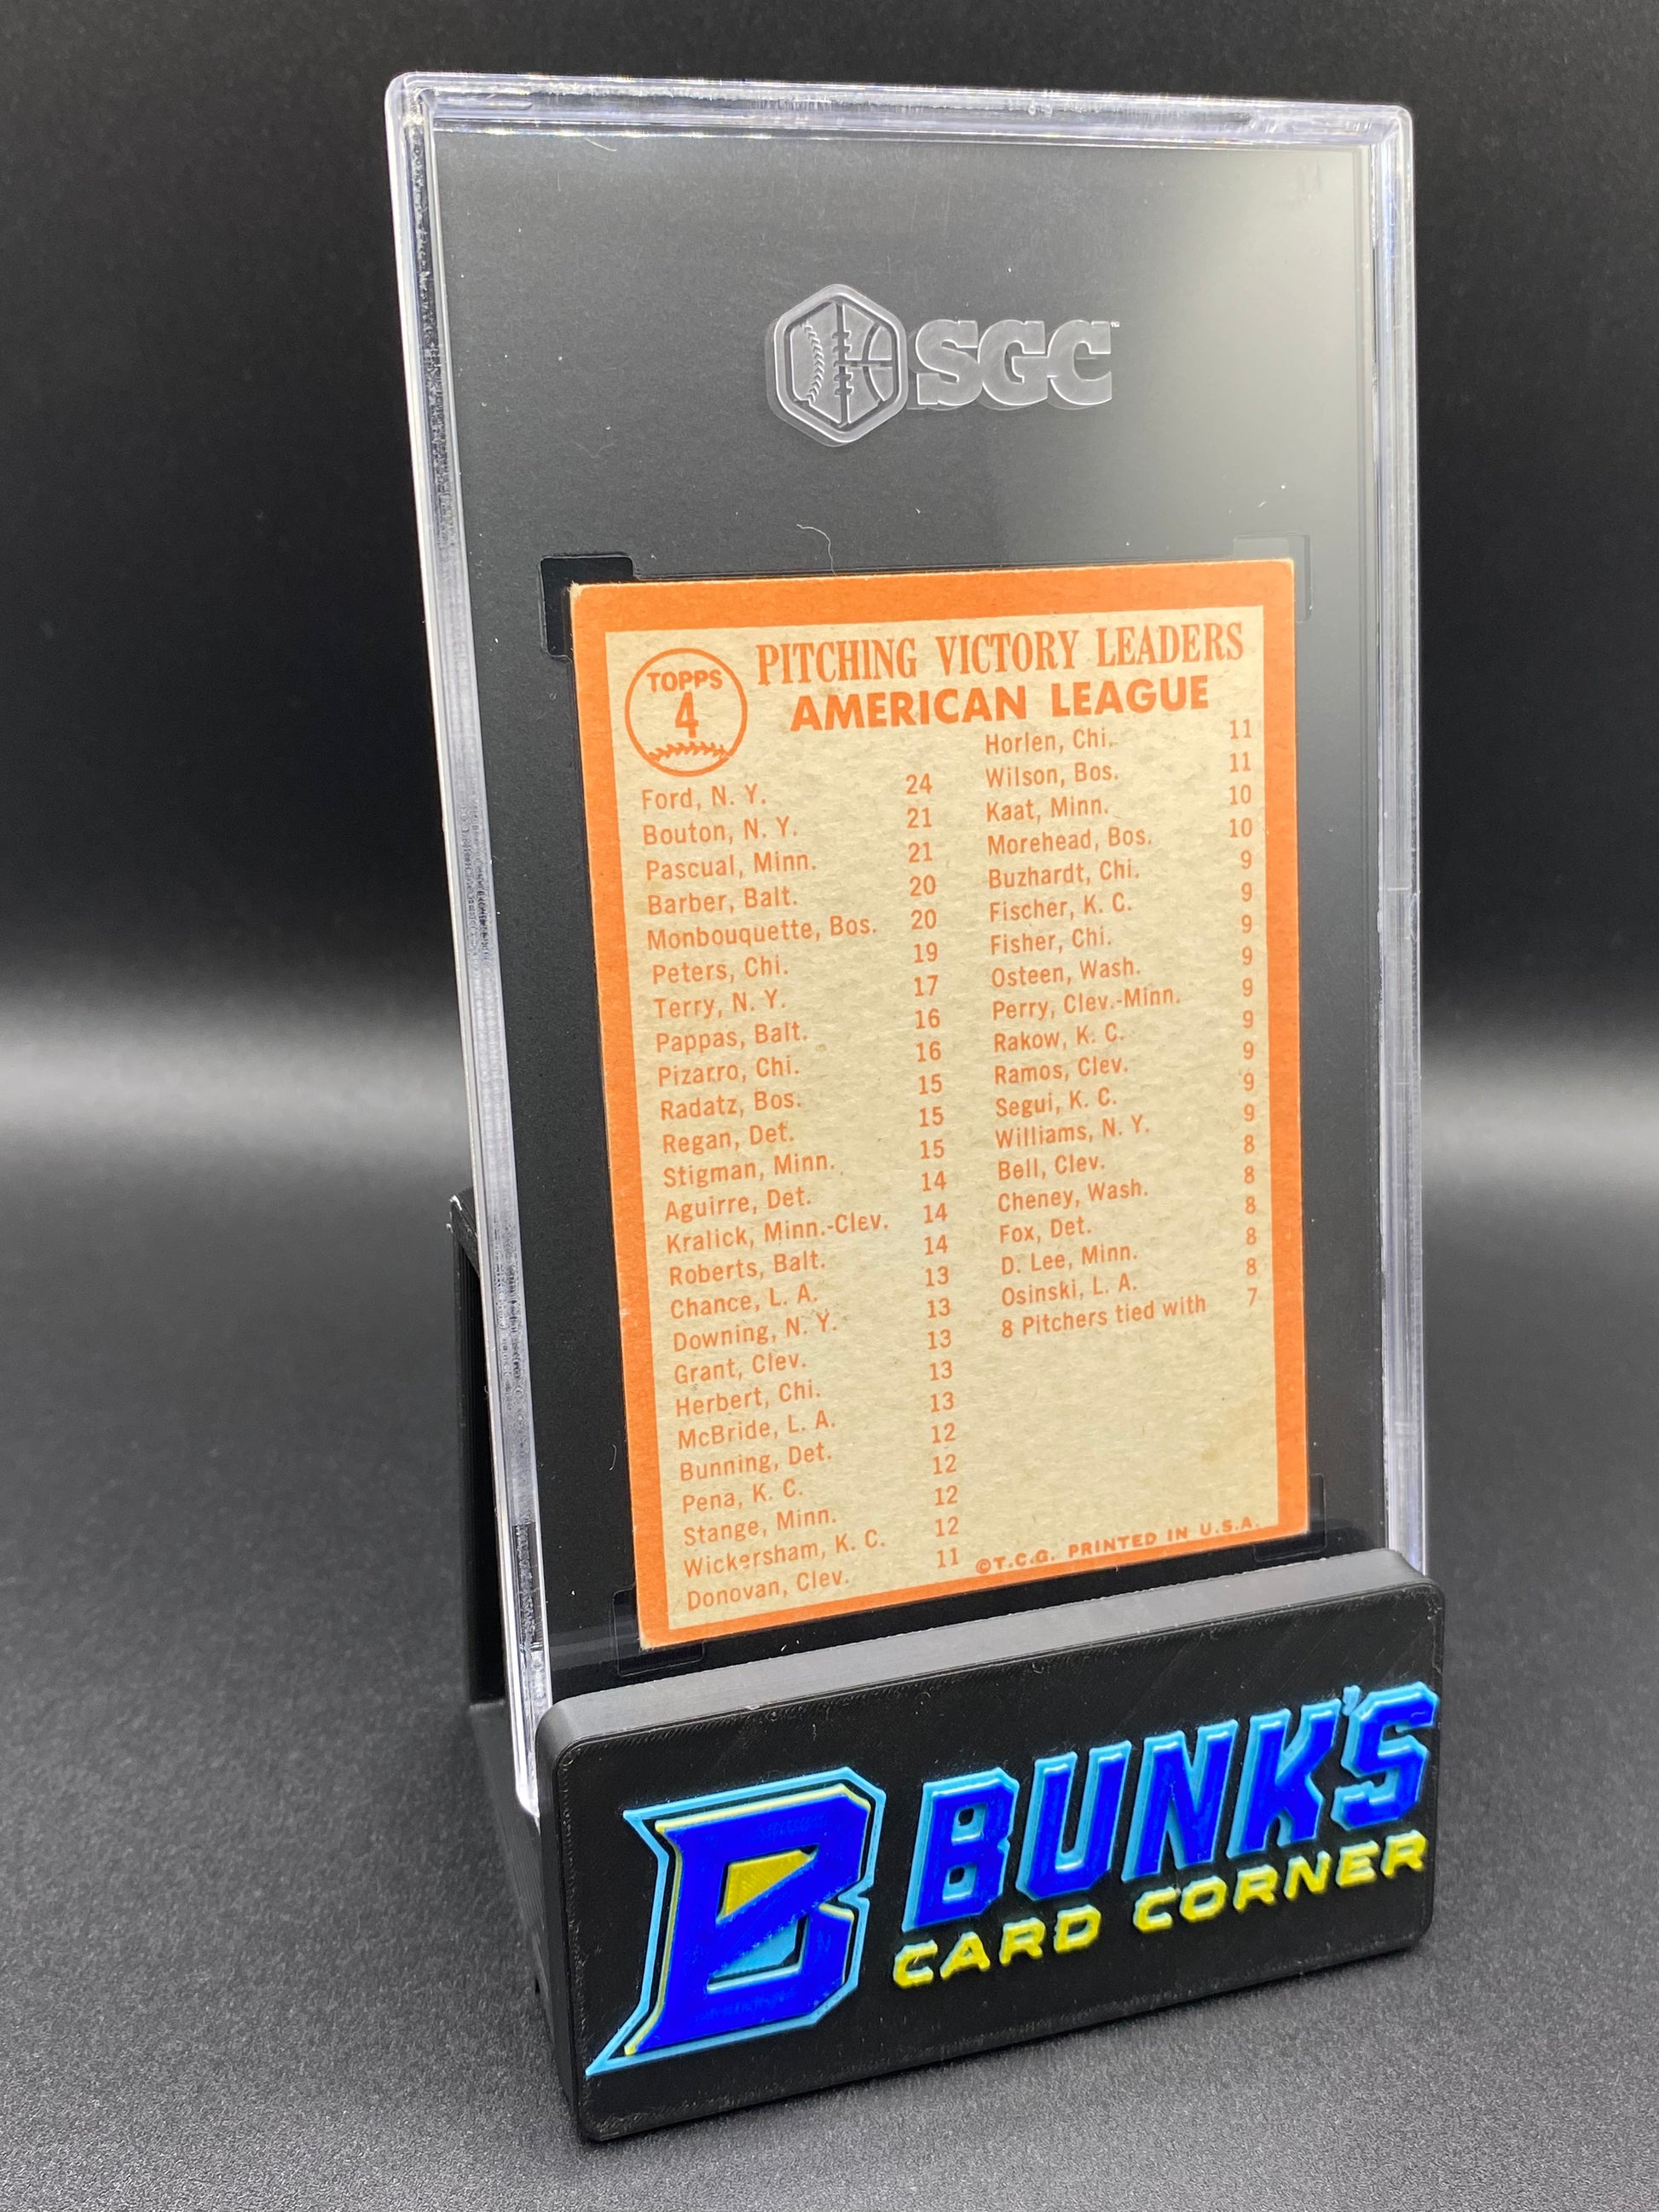 SGC
TOPPS
4
PITCHING VICTORY LEADERS
AMERICAN LEAGUE
Ford, N. Y. 24
Bouton, N. Y. 21
Pascual, Minn. 21
Barber, Balt. 20
Monbouquette, Bos. 20
Peters, Chi. 19
Terry, N. Y. 17
Pappas, Balt. 16
Pizarro, Chi. 16
Radatz, Bos. 15
Regan, Det. 15
Stigman, Minn. 15
Aguirre, Det. 14
Kralick, Minn.-Clev. 14
Roberts, Balt. 14
Chance, L. A. 13
Downing, N. Y. 13
Grant, Clev. 13
Herbert, Chi. 13
McBride, L. A. 13
Bunning, Det. 12
Pena, K. C. 12
Stange, Minn. 12
Wickersham, K. C. 12
Donovan, Clev. 11
Horlen, Chi. 11
Wilson, Bos. 11
Kaat, Minn. 10
Morehead, Bos. 10
Buzhardt, Chi. 9
Fischer, K. C. 9
Fisher, Chi. 9
Osteen, Wash. 9
Perry, Clev.-Minn. 9
Rakow, K. C. 9
Ramos, Clev. 9
Segui, K. C. 9
Williams, N. Y. 9
Bell, Clev. 8
Cheney, Wash. 8
Fox, Det. 8
D. Lee, Minn. 8
Osinski, L. A. 8
8 Pitchers tied with 7
©T.C.G. PRINTED IN U.S.A.
B
BUNK'S
CARD CORNER